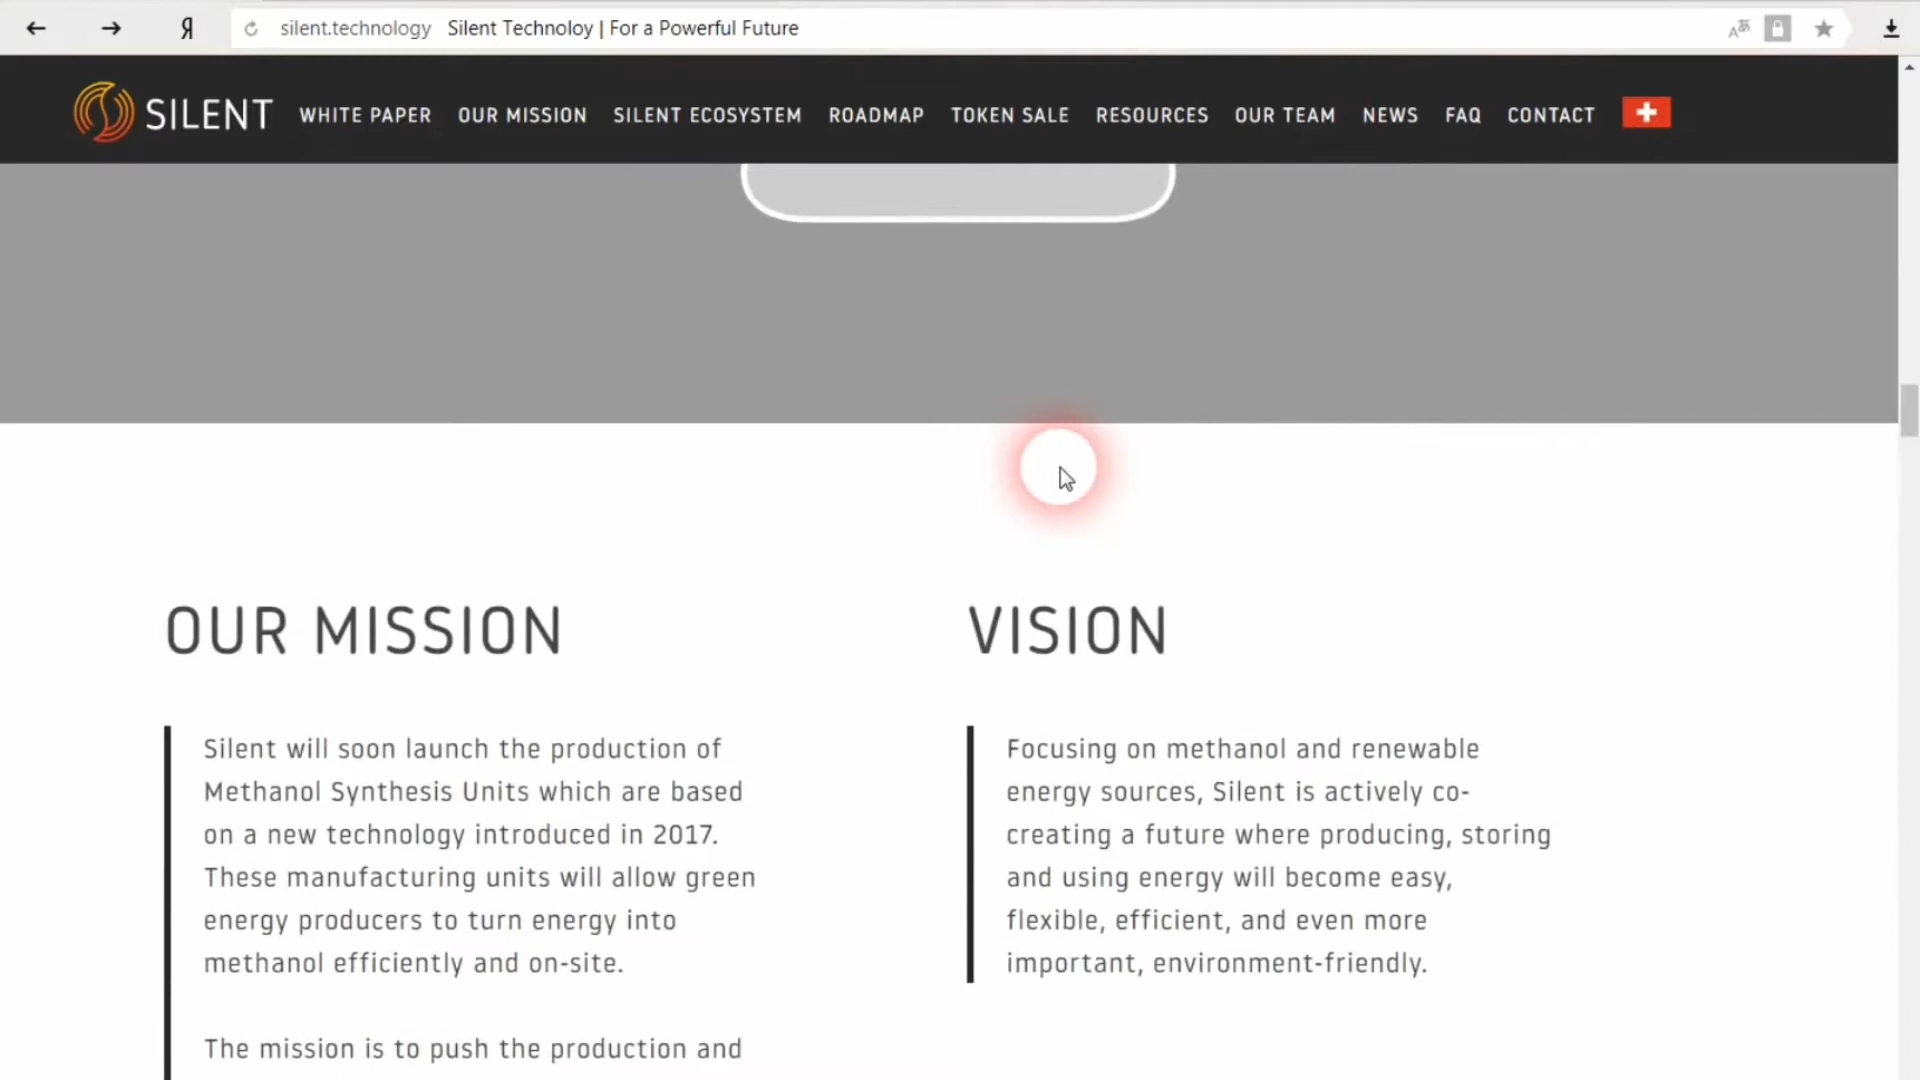 Я silent.technology Silent Technoloy | For a Powerful Future
SILENT WHITE PAPER OUR MISSION SILENT ECOSYSTEM ROADMAP TOKEN SALE RESOURCES OUR TEAM NEWS FAQ CONTACT
OUR MISSION
Silent will soon launch the production of
Methanol Synthesis Units which are based
on a new technology introduced in 2017.
These manufacturing units will allow green
energy producers to turn energy into
methanol efficiently and on-site.
The mission is to push the production and
VISION
Focusing on methanol and renewable
energy sources, Silent is actively co-
creating a future where producing, storing
and using energy will become easy,
flexible, efficient, and even more
important, environment-friendly.